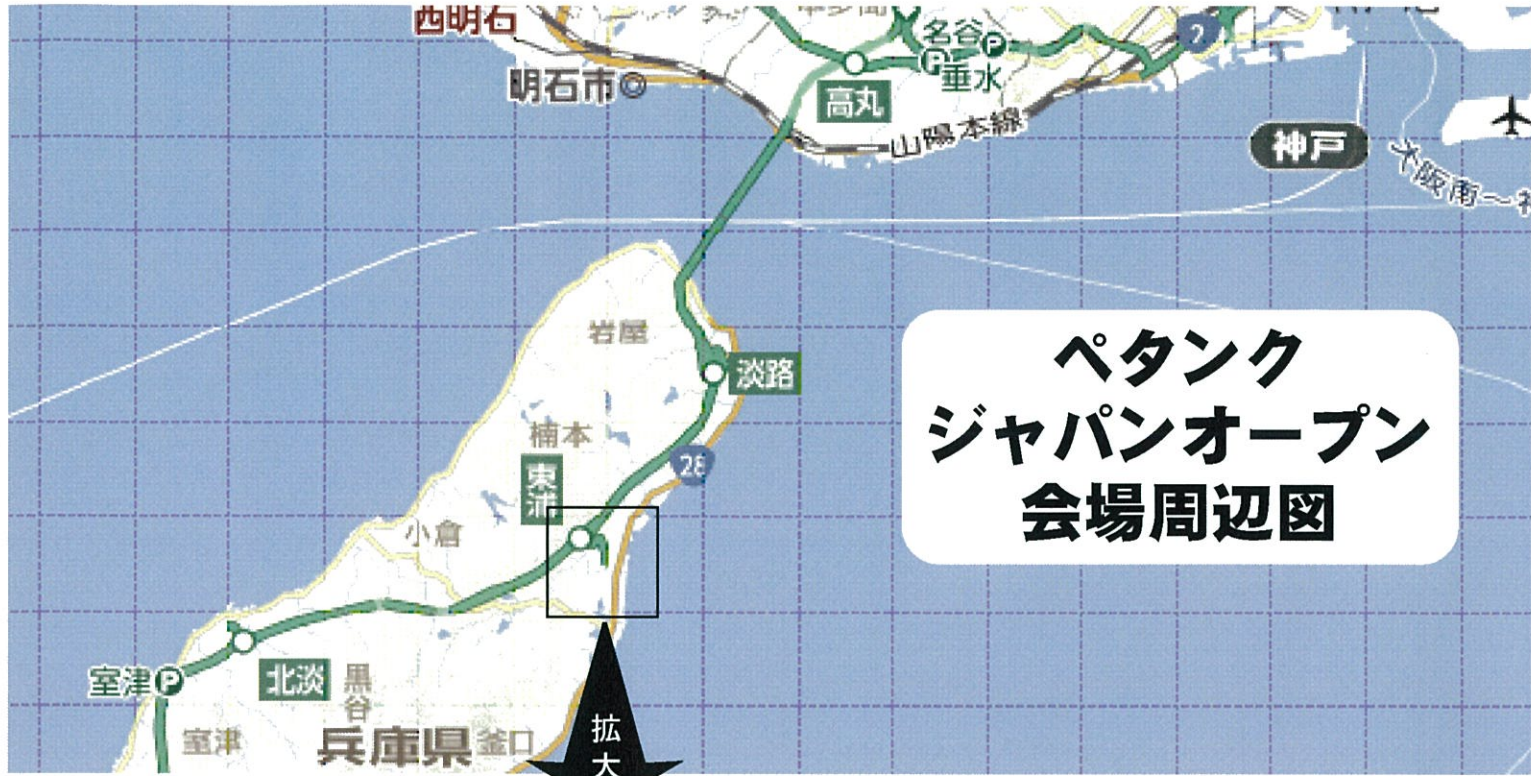 西明石
名谷
P
P
2
垂水
明石市
高丸
山陽本線
神戸
大阪南～神
岩屋
淡路
ペタンク
ジャパンオープン
会場周辺図
楠本
東浦
28
小倉
室津P
北淡
黒谷
拡大
室津
兵庫県
釜口